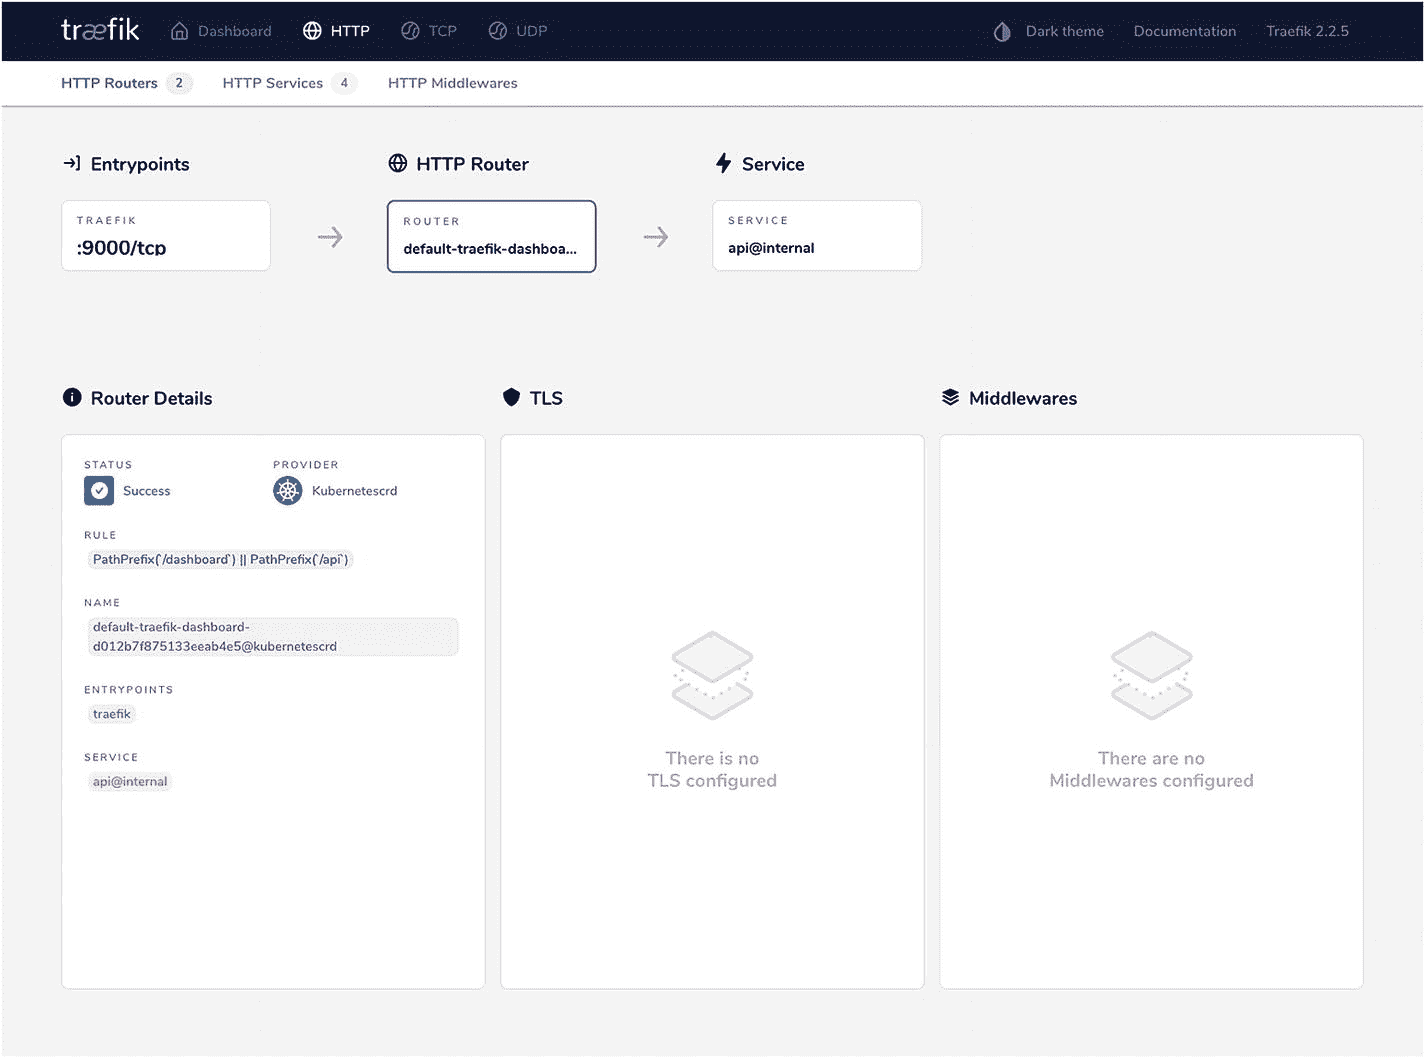 træfik Dashboard HTTP TCP UDP Dark theme Documentation Traefik 2.2.5
HTTP Routers 2 HTTP Services 4 HTTP Middlewares
Entrypoints HTTP Router Service
TRAEFIK
:9000/tcp
ROUTER
default-traefik-dashboa...
SERVICE
api@internal
Router Details
STATUS PROVIDER
Success Kubernetescrd
RULE
PathPrefix(`/dashboard`) || PathPrefix(`/api`)
NAME
default-traefik-dashboard-
d012b7f875133eeab4e5@kubernetescrd
ENTRYPOINTS
traefik
SERVICE
api@internal
TLS
There is no
TLS configured
Middlewares
There are no
Middlewares configured